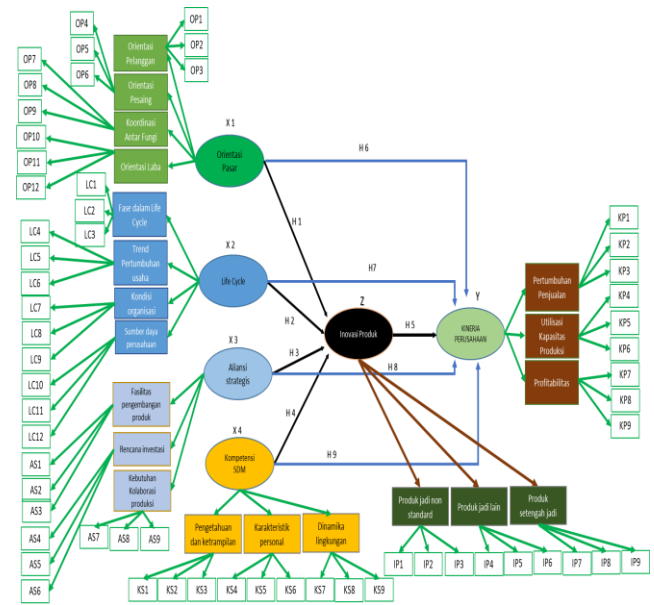 OP1
OP2
OP3
OP4
OP5
OP6
OP7
OP8
OP9
OP10
OP11
OP12
Orientasi
Pelanggan
Orientasi
Pesaing
Koordinasi
Antar Fungsi
Orientasi Laba
X 1
Orientasi
Pasar
H 6
H 1
LC1
LC2
LC3
LC4
LC5
LC6
LC7
LC8
LC9
LC10
LC11
LC12
Fase dalam Life
Cycle
Trend
Pertumbuhan
usaha
Kondisi
organisasi
Sumber daya
perusahaan
X 2
Life Cycle
H7
H 2
X 3
Aliansi
strategis
H 3
H 8
Z
Inovasi Produk
H 5
Y
KINERJA
PERUSAHAAN
Pertumbuhan
Penjualan
Utilisasi
Kapasitas
Produksi
Profitabilitas
KP1
KP2
KP3
KP4
KP5
KP6
KP7
KP8
KP9
Fasilitas
pengembangan
produk
Rencana investasi
Kebutuhan
Kolaborasi
produksi
AS1
AS2
AS3
AS4
AS5
AS6
AS7
AS8
AS9
H 4
X 4
Kompetensi
SDM
H 9
Pengetahuan
dan ketrampilan
Karakteristik
personal
Dinamika
lingkungan
KS1
KS2
KS3
KS4
KS5
KS6
KS7
KS8
KS9
Produk jadi non
standard
Produk jadi lain
Produk
setengah jadi
IP1
IP2
IP3
IP4
IP5
IP6
IP7
IP8
IP9